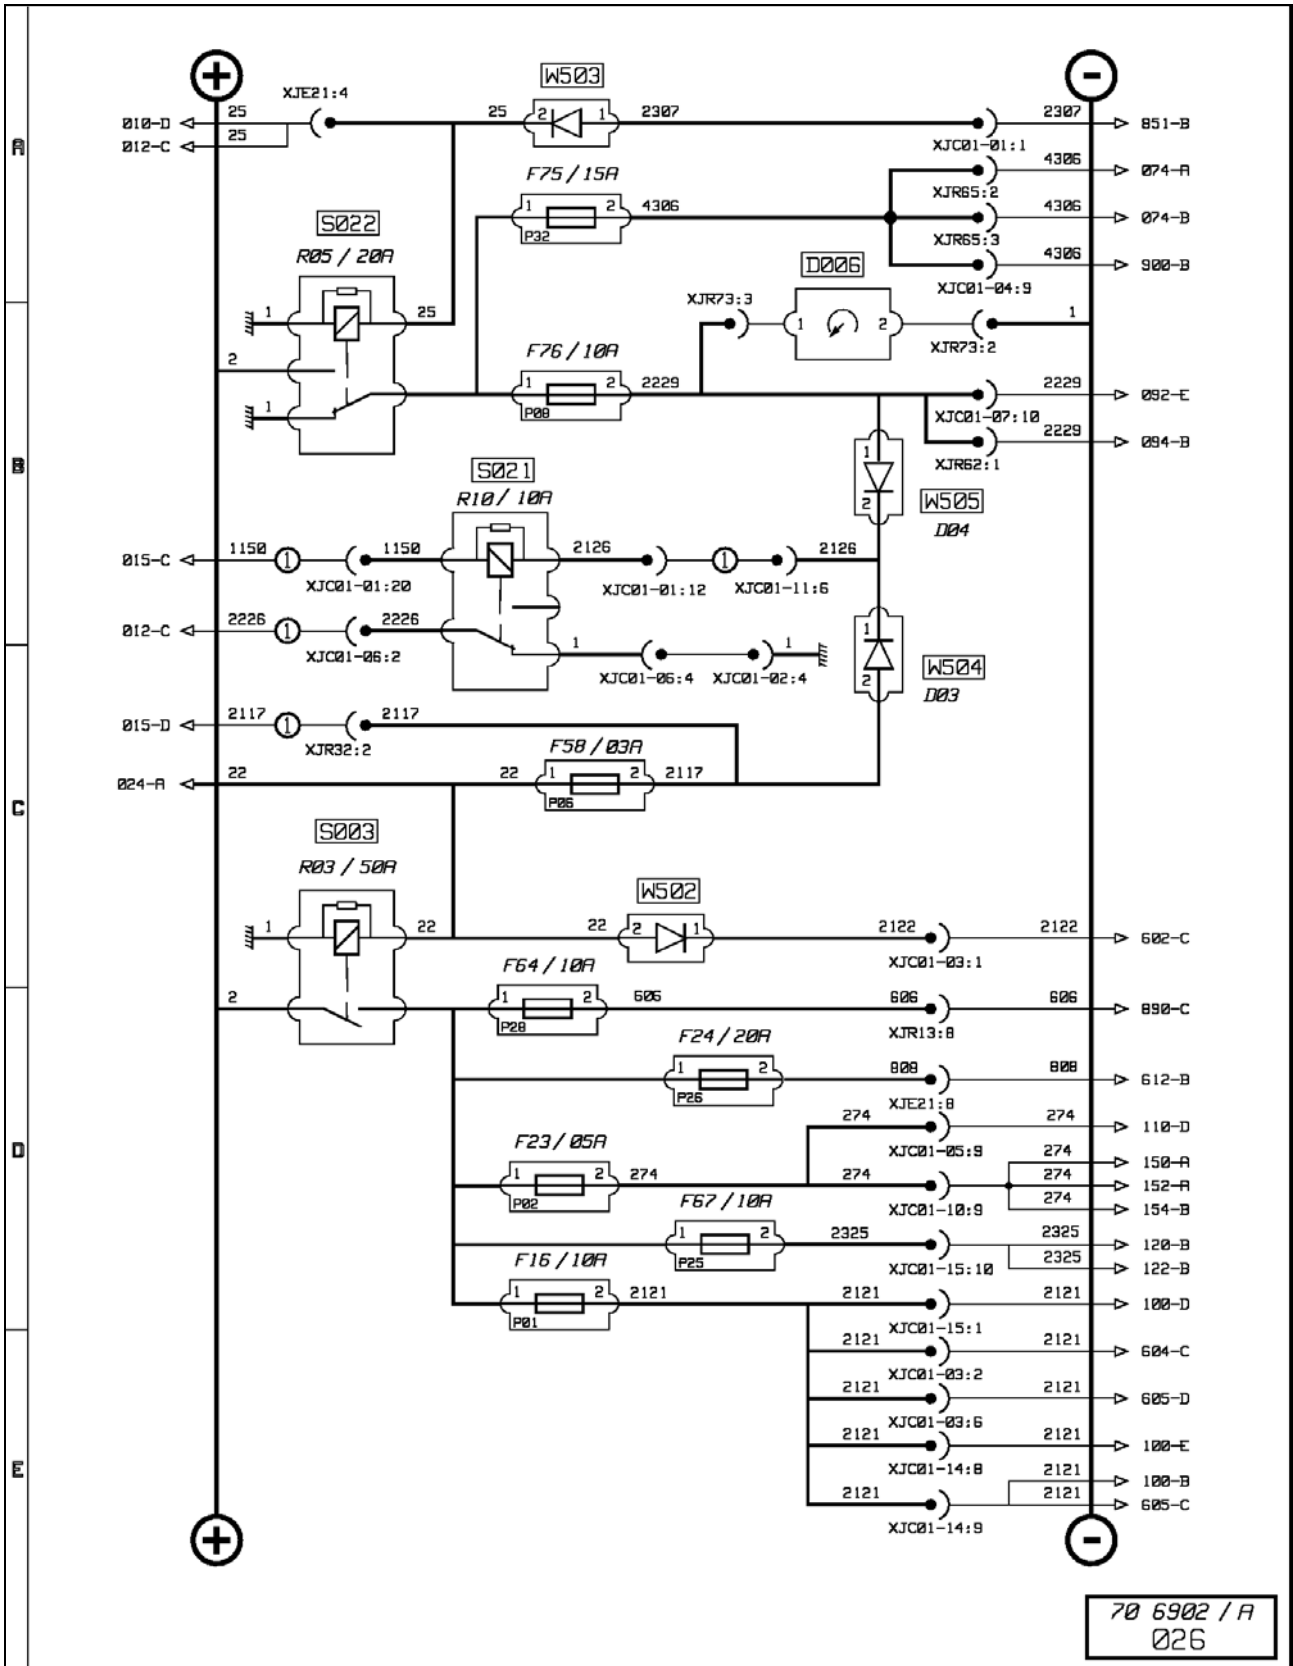 W503
XJE21:4
010-D 25 25 2 1 2307 2307 851-B
012-C 25
XJC01-01:1
A
F75/15A
4306 074-A
XJR65:2
1 2 4306 4306 074-B
P32
XJR65:3
S022
R05/20A
4306 900-B
XJC01-04:9
D006
XJR73:3
1 25 1 2 1
XJR73:2
2
F76/10A
1 2 2229 2229 092-E
P08
XJC01-07:10
1
2229 094-B
XJR62:1
B
S021
R10/10A
1
2
W505
D04
015-C 1150 1 1150 2126 1 2126
XJC01-01:20 XJC01-01:12 XJC01-11:6
012-C 2226 1 2226
XJC01-06:2
1 1
XJC01-06:4 XJC01-02:4
1
2
W504
D03
015-D 2117 1 2117
XJR32:2
F58/03A
024-A 22 22 1 2 2117
P06
C
S003
R03/50A
W502
1 22 22 2 1 2122 2122 602-C
XJC01-03:1
F64/10A
2 1 2 606 606 606 890-C
P28
XJR13:8
F24/20A
1 2 808 808 612-B
P26
XJE21:8
274 274 110-D
XJC01-05:9
D
F23/05A
274 150-A
1 2 274 274 274 152-A
P02
XJC01-10:9
274 154-B
F67/10A
1 2 2325 2325 120-B
P25
XJC01-15:10
2325 122-B
F16/10A
1 2 2121 2121 2121 100-D
P01
XJC01-15:1
2121 2121 604-C
XJC01-03:2
2121 2121 605-D
XJC01-03:6
2121 2121 100-E
XJC01-14:8
E
2121 100-B
2121 2121 605-C
XJC01-14:9
70 6902 / A
026